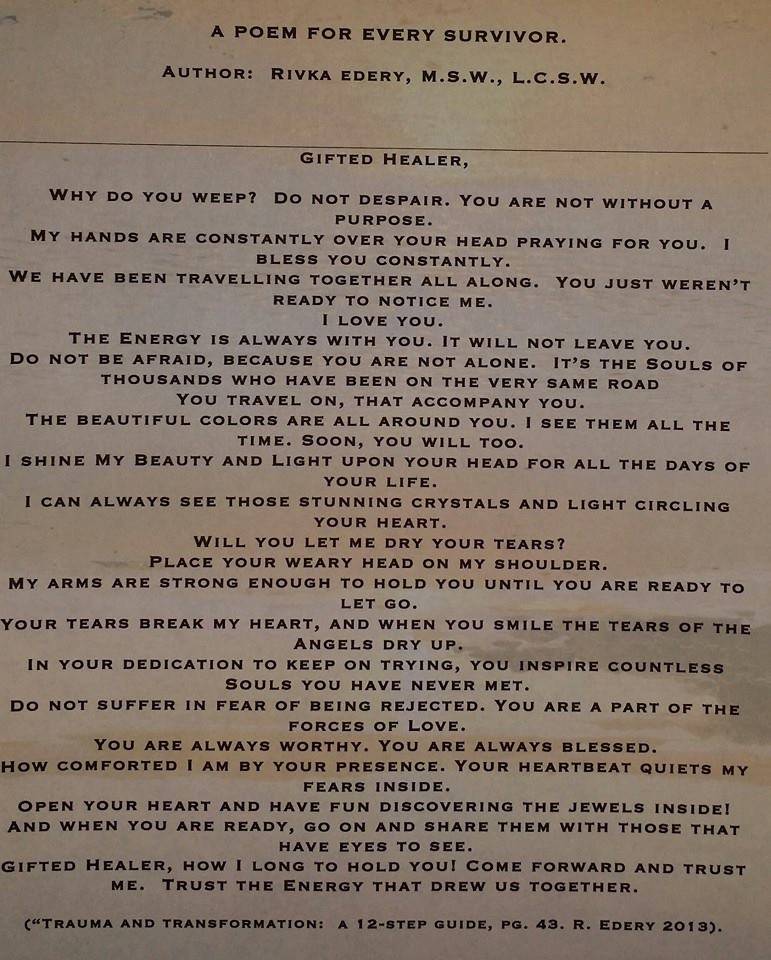 A POEM FOR EVERY SURVIVOR.
AUTHOR: RIVKA EDERY, M.S.W., L.C.S.W.
GIFTED HEALER,
WHY DO YOU WEEP? DO NOT DESPAIR. YOU ARE NOT WITHOUT A
PURPOSE.
MY HANDS ARE CONSTANTLY OVER YOUR HEAD PRAYING FOR YOU. I
BLESS YOU CONSTANTLY.
WE HAVE BEEN TRAVELLING TOGETHER ALL ALONG. YOU JUST WEREN'T
READY TO NOTICE ME.
I LOVE YOU.
THE ENERGY IS ALWAYS WITH YOU. IT WILL NOT LEAVE YOU.
DO NOT BE AFRAID, BECAUSE YOU ARE NOT ALONE. IT'S THE SOULS OF
THOUSANDS WHO HAVE BEEN ON THE VERY SAME ROAD
YOU TRAVEL ON, THAT ACCOMPANY YOU.
THE BEAUTIFUL COLORS ARE ALL AROUND YOU. I SEE THEM ALL THE
TIME. SOON, YOU WILL TOO.
I SHINE MY BEAUTY AND LIGHT UPON YOUR HEAD FOR ALL THE DAYS OF
YOUR LIFE.
I CAN ALWAYS SEE THOSE STUNNING CRYSTALS AND LIGHT CIRCLING
YOUR HEART.
WILL YOU LET ME DRY YOUR TEARS?
PLACE YOUR WEARY HEAD ON MY SHOULDER.
MY ARMS ARE STRONG ENOUGH TO HOLD YOU UNTIL YOU ARE READY TO
LET GO.
YOUR TEARS BREAK MY HEART, AND WHEN YOU SMILE THE TEARS OF THE
ANGELS DRY UP.
IN YOUR DEDICATION TO KEEP ON TRYING, YOU INSPIRE COUNTLESS
SOULS YOU HAVE NEVER MET.
DO NOT SUFFER IN FEAR OF BEING REJECTED. YOU ARE A PART OF THE
FORCES OF LOVE.
YOU ARE ALWAYS WORTHY. YOU ARE ALWAYS BLESSED.
HOW COMFORTED I AM BY YOUR PRESENCE. YOUR HEARTBEAT QUIETS MY
FEARS INSIDE.
OPEN YOUR HEART AND HAVE FUN DISCOVERING THE JEWELS INSIDE!
AND WHEN YOU ARE READY, GO ON AND SHARE THEM WITH THOSE THAT
HAVE EYES TO SEE.
GIFTED HEALER, HOW I LONG TO HOLD YOU! COME FORWARD AND TRUST
ME. TRUST THE ENERGY THAT DREW US TOGETHER.
("TRAUMA AND TRANSFORMATION: A 12-STEP GUIDE, PG. 43. R. EDERY 2013).